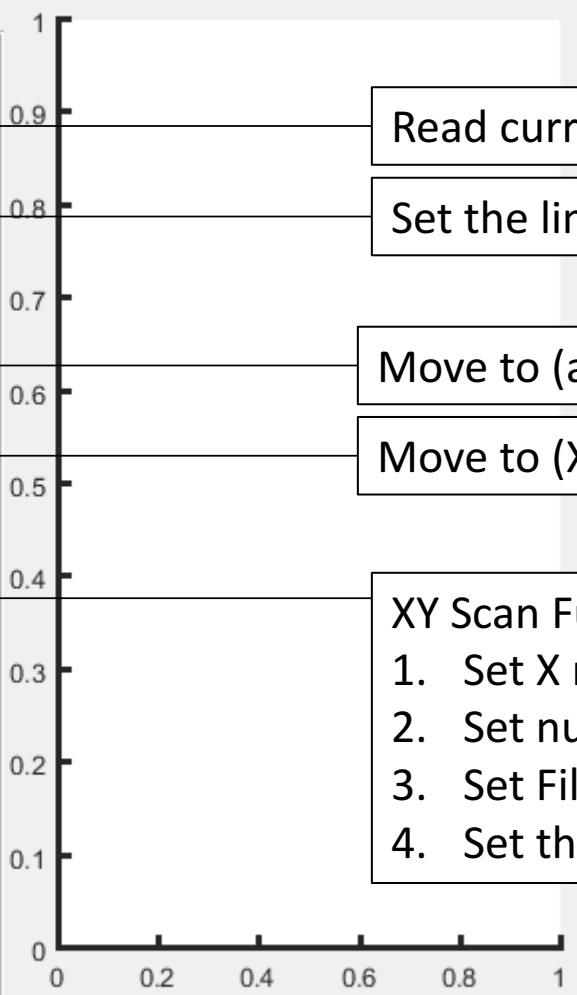 1
0.9
Read curr
0.8
Set the lin
0.7
Move to (a
0.6
Move to (X
0.5
0.4
XY Scan Fu
1. Set X
0.3
2. Set nu
0.2
3. Set Fil
0.1
4. Set th
0
0 0.2 0.4 0.6 0.8 1